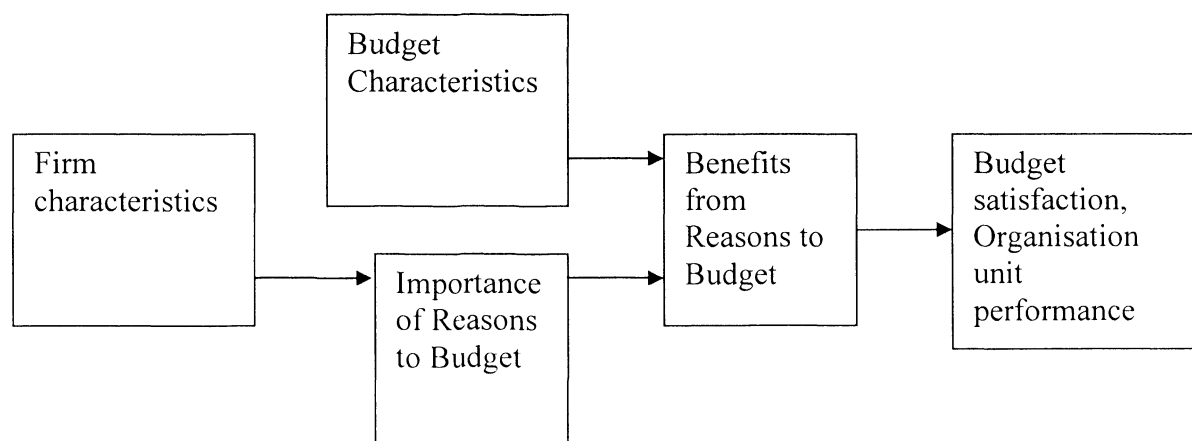 Budget
Characteristics
Firm
characteristics
Importance
of Reasons
to Budget
Benefits
from
Reasons to
Budget
Budget
satisfaction,
Organisation
unit
performance